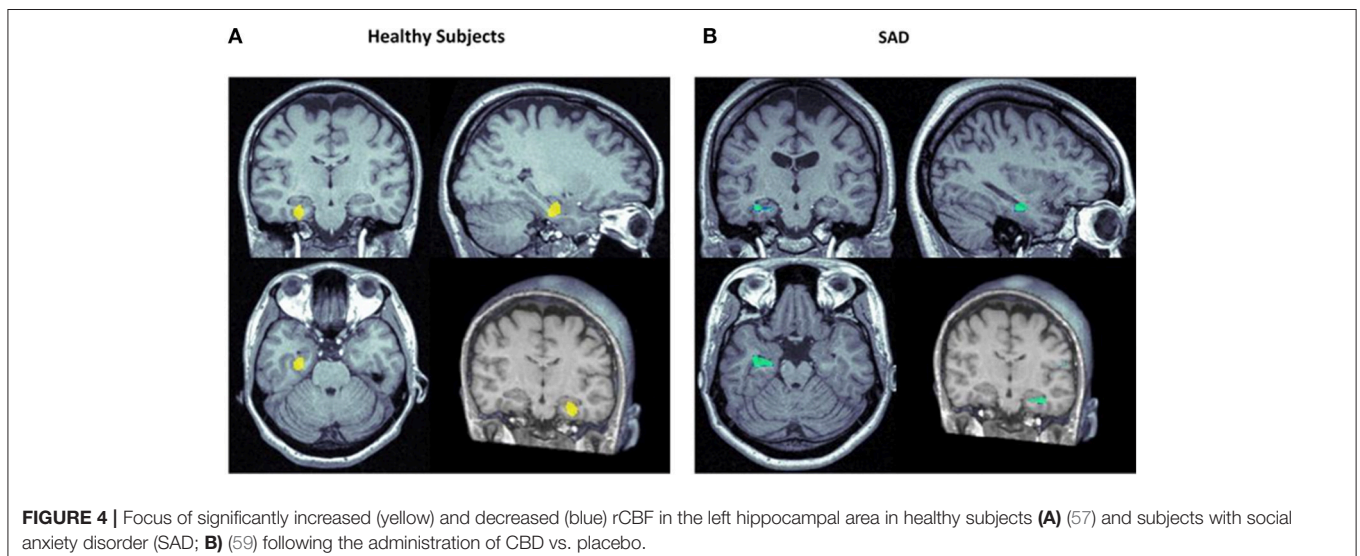 A Healthy Subjects B SAD
FIGURE 4 | Focus of significantly increased (yellow) and decreased (blue) rCBF in the left hippocampal area in healthy subjects (A) (57) and subjects with social
anxiety disorder (SAD; B) (59) following the administration of CBD vs. placebo.